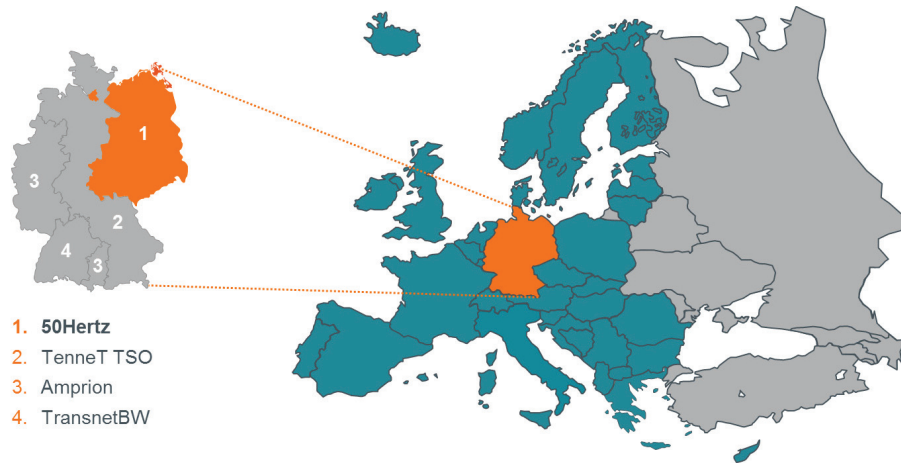 1
3
2
4
3
1. 50Hertz
2. TenneT TSO
3. Amprion
4. TransnetBW